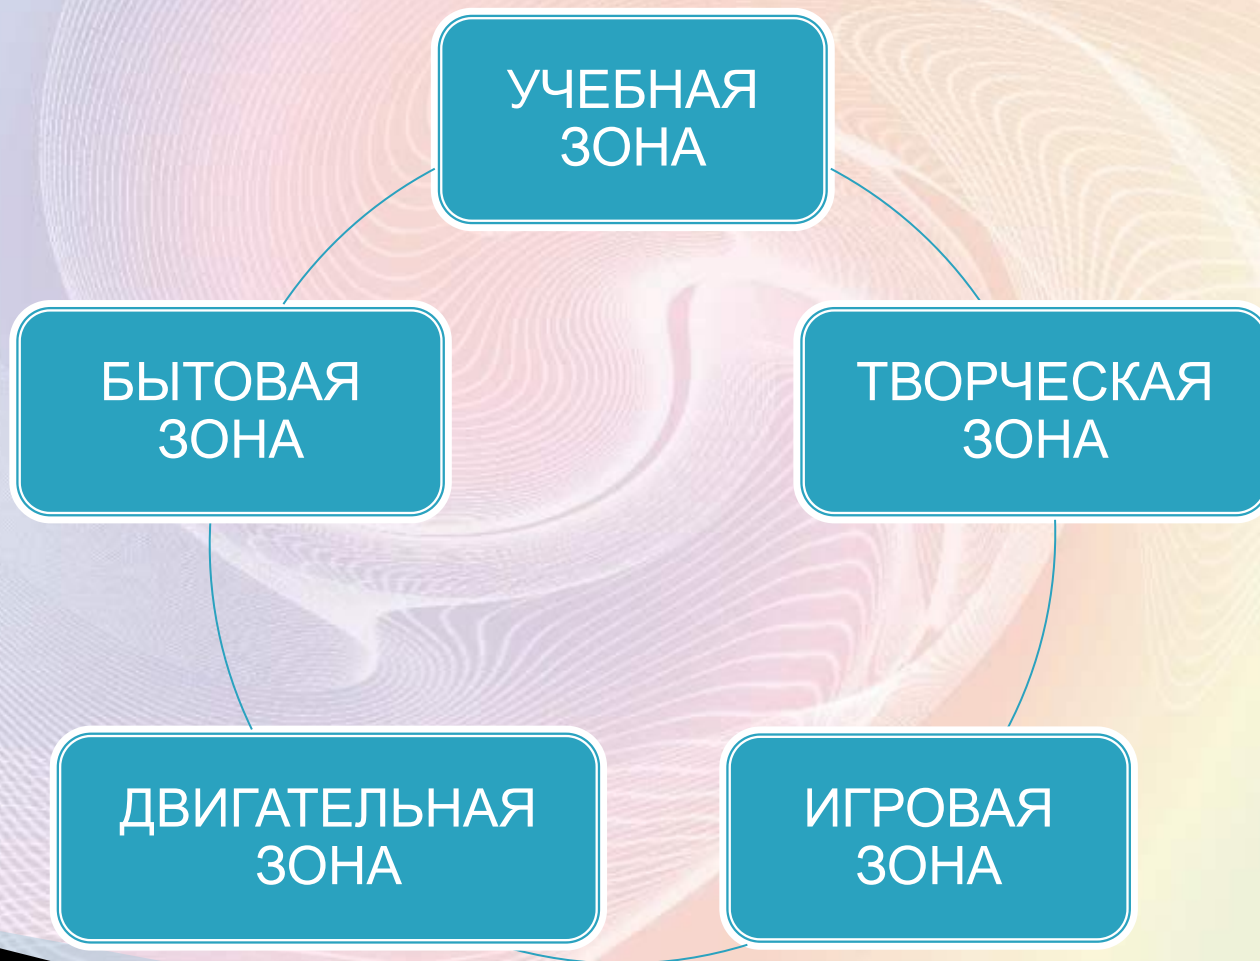 УЧЕБНАЯ
ЗОНА
БЫТОВАЯ
ЗОНА
ТВОРЧЕСКАЯ
ЗОНА
ДВИГАТЕЛЬНАЯ
ЗОНА
ИГРОВАЯ
ЗОНА